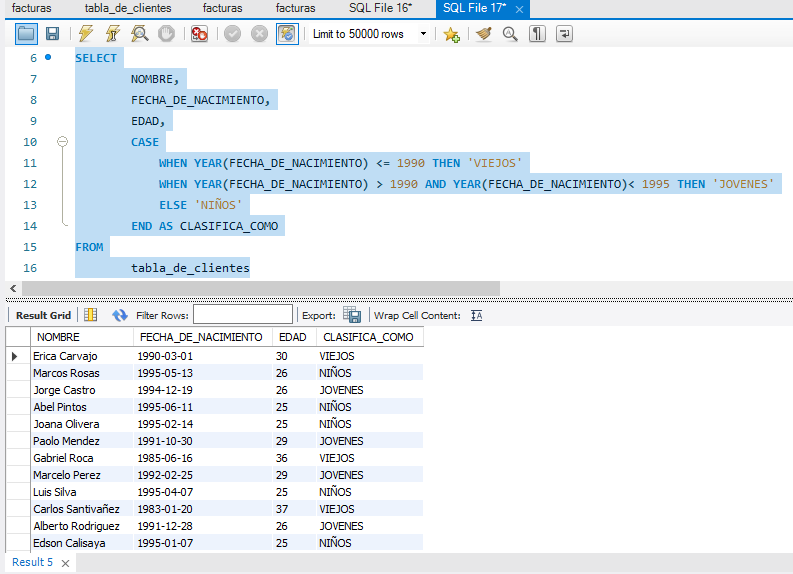 facturas tabla_de_clientes facturas facturas SQL File 16* SQL File 17* ×
Limit to 50000 rows
6 SELECT
7 NOMBRE,
8 FECHA_DE_NACIMIENTO,
9 EDAD,
10 CASE
11 WHEN YEAR(FECHA_DE_NACIMIENTO) <= 1990 THEN 'VIEJOS'
12 WHEN YEAR(FECHA_DE_NACIMIENTO) > 1990 AND YEAR(FECHA_DE_NACIMIENTO)< 1995 THEN 'JOVENES'
13 ELSE 'NIÑOS'
14 END AS CLASIFICA_COMO
15 FROM
16 tabla_de_clientes
Result Grid Filter Rows: Export: Wrap Cell Content:
NOMBRE FECHA_DE_NACIMIENTO EDAD CLASIFICA_COMO
Erica Carvajo 1990-03-01 30 VIEJOS
Marcos Rosas 1995-05-13 26 NIÑOS
Jorge Castro 1994-12-19 26 JOVENES
Abel Pintos 1995-06-11 25 NIÑOS
Joana Olivera 1995-02-14 25 NIÑOS
Paolo Mendez 1991-10-30 29 JOVENES
Gabriel Roca 1985-06-16 36 VIEJOS
Marcelo Perez 1992-02-25 29 JOVENES
Luis Silva 1995-04-07 25 NIÑOS
Carlos Santivañez 1983-01-20 37 VIEJOS
Alberto Rodriguez 1991-12-28 26 JOVENES
Edson Calisaya 1995-01-07 25 NIÑOS
Result 5 ×